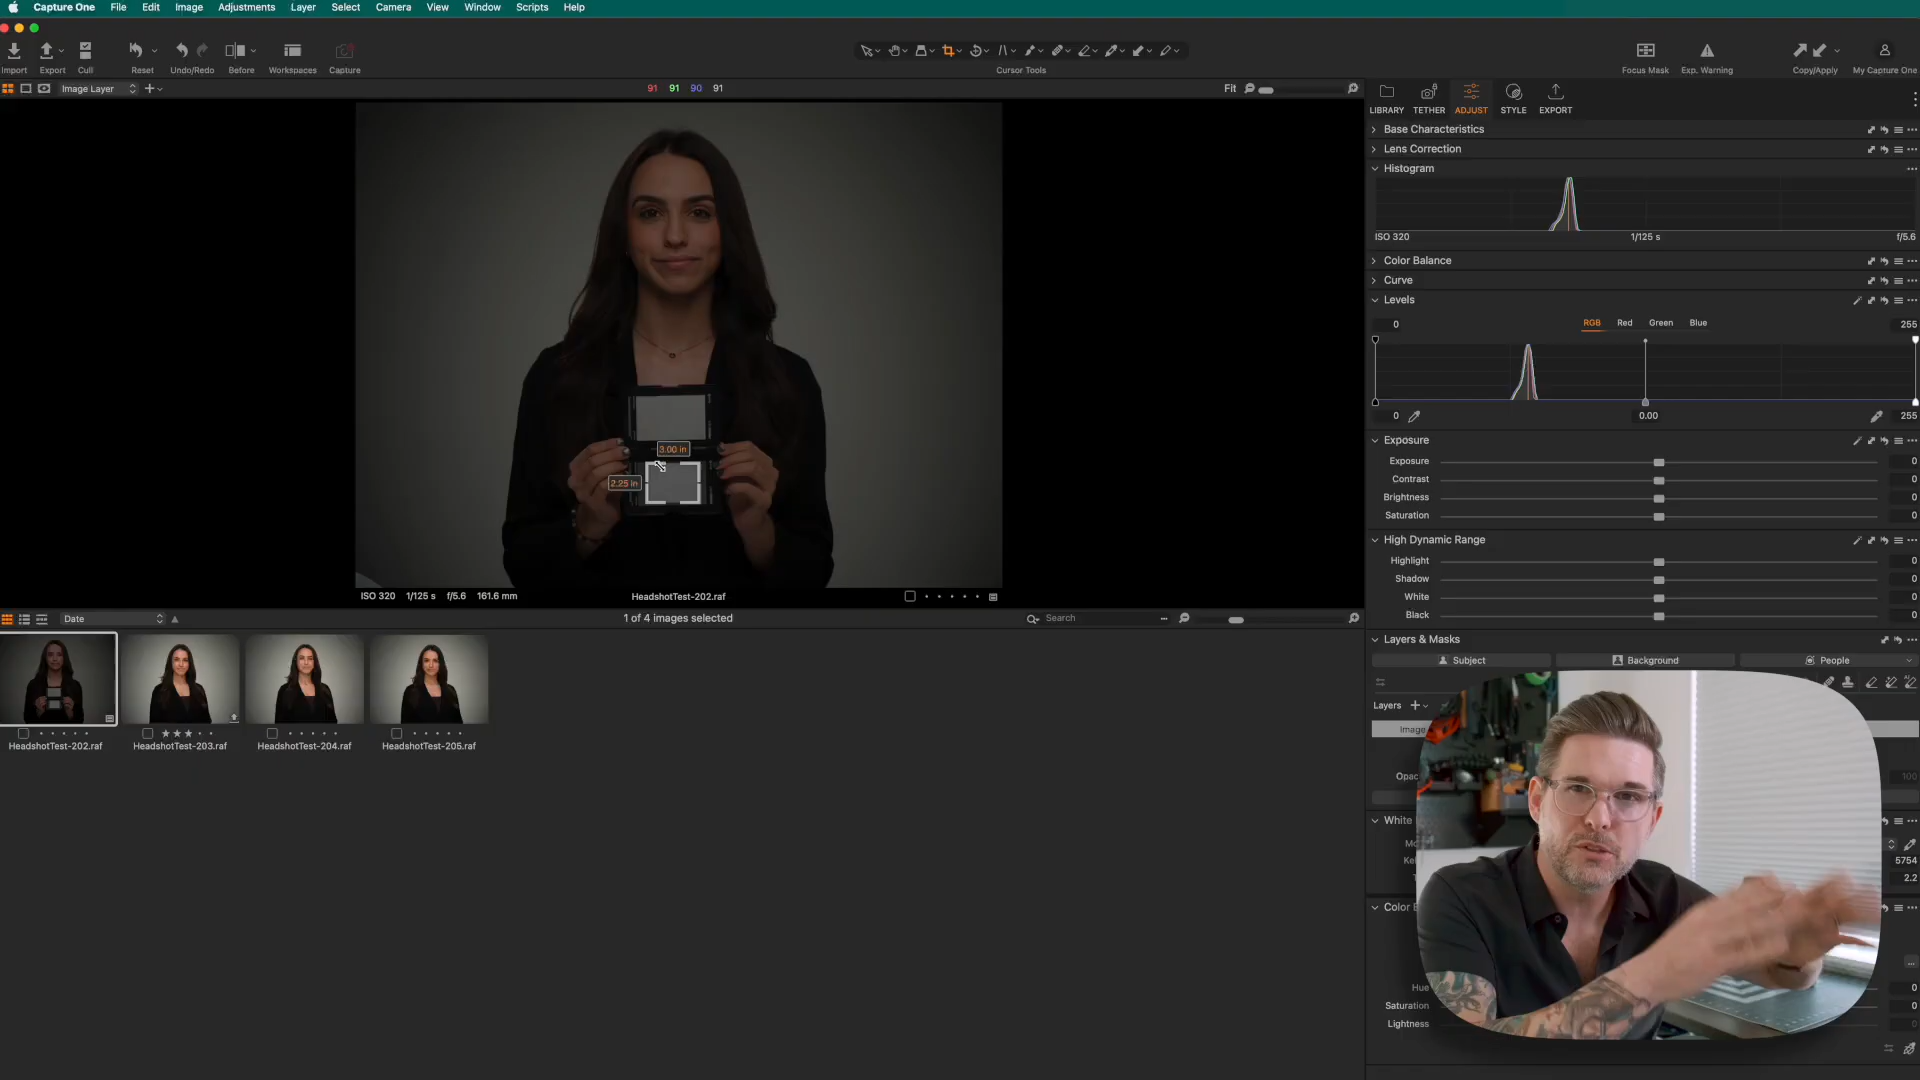 Capture One File Edit Image Adjustments Layer Select Camera View Window Scripts Help
Import Export Cull Reset Undo/Redo Before Workspaces Capture Cursor Tools Focus Mask Exp. Warning Copy/Apply My Capture One
Image Layer 91 91 90 91 Fit
LIBRARY TETHER ADJUST STYLE EXPORT
Base Characteristics
Lens Correction
Histogram
ISO 320 1/125 s f/5.6
Color Balance
Curve
Levels
0 RGB Red Green Blue 255
0 0.00 255
Exposure
Exposure 0
Contrast 0
Brightness 0
Saturation 0
High Dynamic Range
Highlight 0
Shadow 0
White 0
Black 0
Layers & Masks
Subject Background People
Layers
Image
Opac 100
White
Mo
Kel 5754
T 2.2
Color E
Hue 0
Saturation 0
Lightness 0
3.00 in
2.25 in
ISO 320 1/125 s f/5.6 161.6 mm HeadshotTest-202.raf
Date 1 of 4 images selected Search
HeadshotTest-202.raf HeadshotTest-203.raf HeadshotTest-204.raf HeadshotTest-205.raf